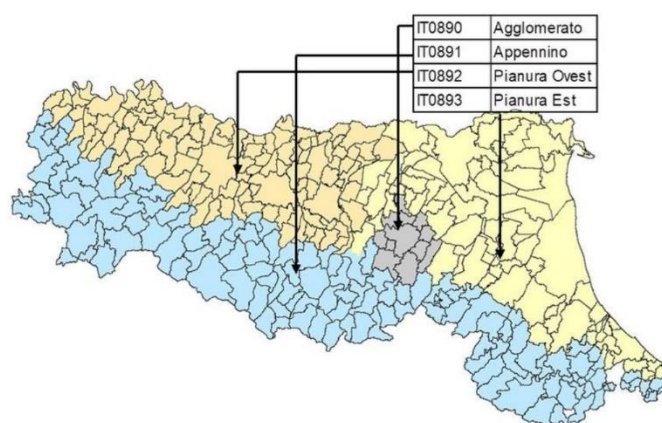 IT0890 Agglomerato
IT0891 Appennino
IT0892 Pianura Ovest
IT0893 Pianura Est